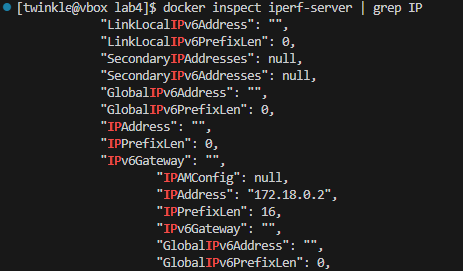 [twinkle@vbox lab4]$ docker inspect iperf-server | grep IP
"LinkLocalIPv6Address": "",
"LinkLocalIPv6PrefixLen": 0,
"SecondaryIPAddresses": null,
"SecondaryIPv6Addresses": null,
"GlobalIPv6Address": "",
"GlobalIPv6PrefixLen": 0,
"IPAddress": "",
"IPPrefixLen": 0,
"IPv6Gateway": "",
"IPAMConfig": null,
"IPAddress": "172.18.0.2",
"IPPrefixLen": 16,
"IPv6Gateway": "",
"GlobalIPv6Address": "",
"GlobalIPv6PrefixLen": 0,